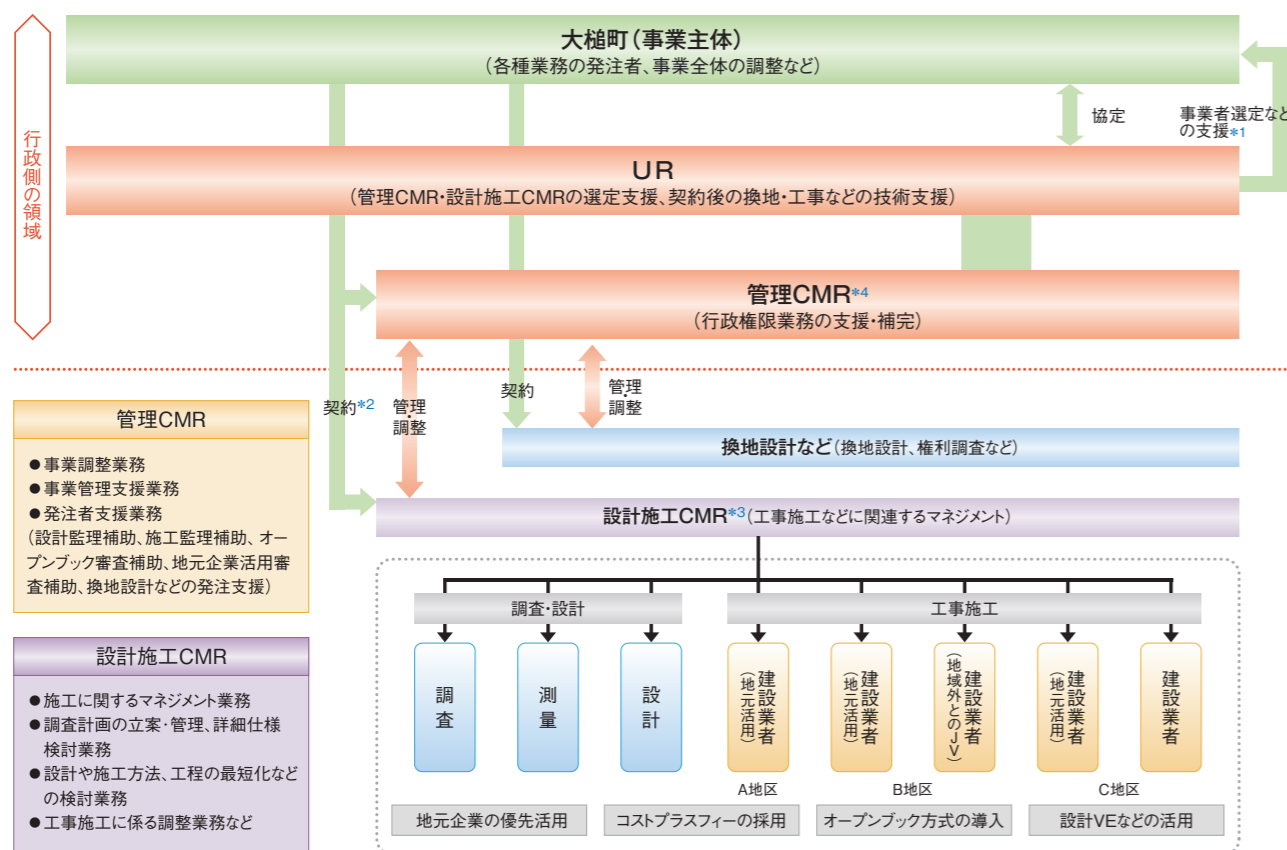 大槌町(事業主体)
(各種業務の発注者、事業全体の調整など)
協定
事業者選定など
の支援*1
行政側の領域
UR
(管理CMR・設計施工CMRの選定支援、契約後の換地・工事などの技術支援)
管理CMR*4
(行政権限業務の支援・補完)
契約*2
管理・調整
契約
管理・調整
換地設計など(換地設計、権利調査など)
設計施工CMR*3(工事施工などに関連するマネジメント)
管理CMR
●事業調整業務
●事業管理支援業務
●発注者支援業務
(設計監理補助、施工監理補助、オー
プンブック審査補助、地元企業活用審
査補助、換地設計などの発注支援)
設計施工CMR
●施工に関するマネジメント業務
●調査計画の立案・管理、詳細仕様
検討業務
●設計や施工方法、工程の最短化など
の検討業務
●工事施工に係る調整業務など
調査・設計
工事施工
調査
測量
設計
建設業者
(地元活用)
建設業者
(地元活用)
建設業者
(地域外とのJV)
建設業者
(地元活用)
建設業者
A地区
B地区
C地区
地元企業の優先活用
コストプラスフィーの採用
オープンブック方式の導入
設計VEなどの活用